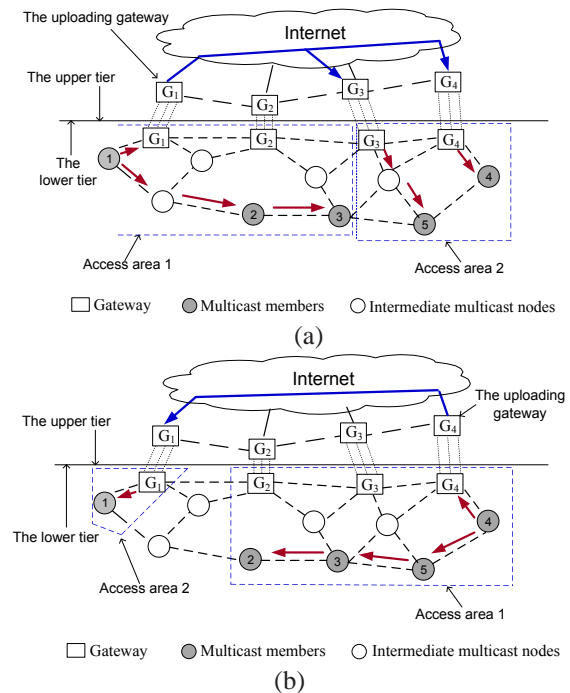 The uploading gateway
Internet
The upper tier
G1
G2
G3
G4
The lower tier
G1
G2
G3
G4
1
2
3
4
5
Access area 1
Access area 2
Gateway
Multicast members
Intermediate multicast nodes
(a)
Internet
The uploading
gateway
The upper tier
G1
G2
G3
G4
The lower tier
G1
G2
G3
G4
1
2
3
4
5
Access area 2
Access area 1
Gateway
Multicast members
Intermediate multicast nodes
(b)